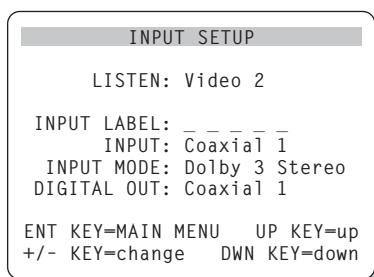 INPUT SETUP
LISTEN: Video 2
INPUT LABEL: _ _ _ _ _
INPUT: Coaxial 1
INPUT MODE: Dolby 3 Stereo
DIGITAL OUT: Coaxial 1
ENT KEY=MAIN MENU UP KEY=up
+/- KEY=change DWN KEY=down